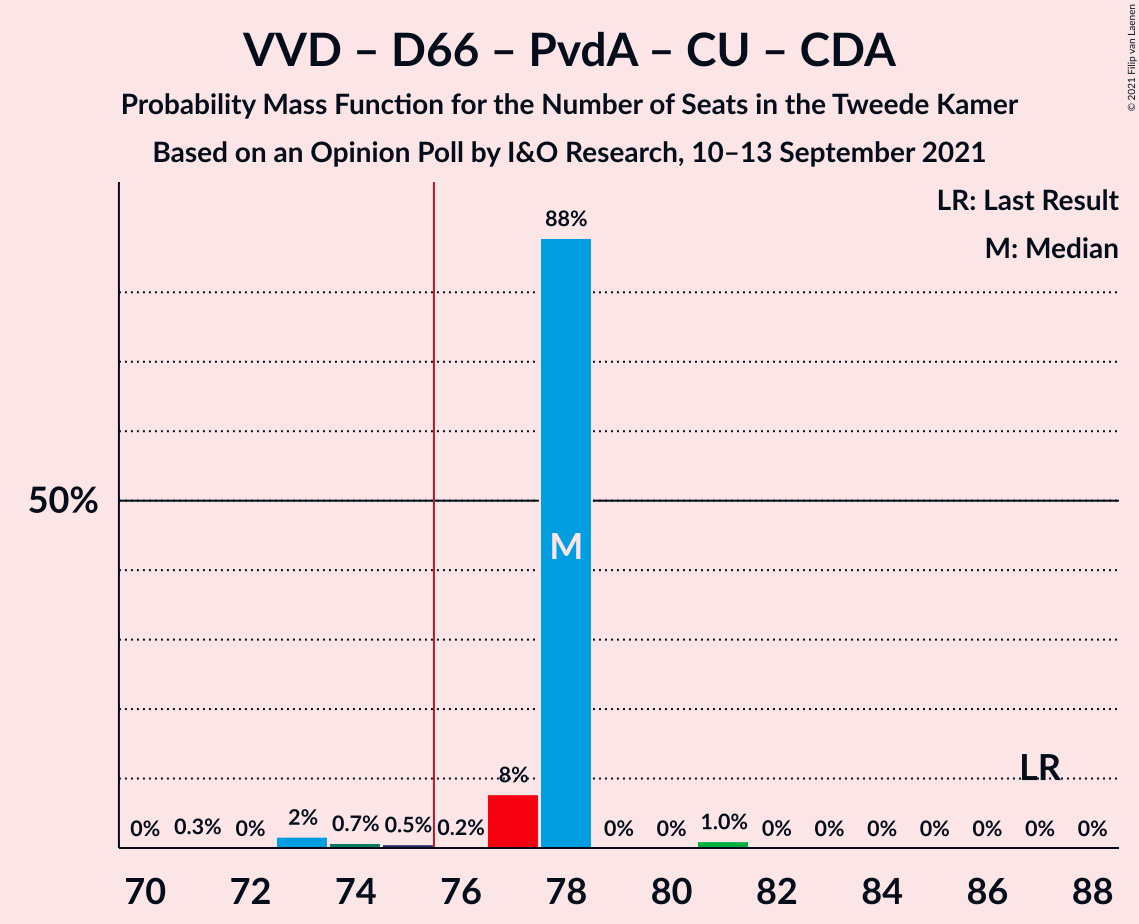 VVD – D66 – PvdA – CU – CDA
Probability Mass Function for the Number of Seats in the Tweede Kamer
Based on an Opinion Poll by I&O Research, 10–13 September 2021
© 2021 Filip van Laenen
LR: Last Result
M: Median
50%
0% 0.3% 0% 2% 0.7% 0.5% 0.2% 8% 88% 0% 0% 1.0% 0% 0% 0% 0% 0% 0% 0%
M
LR
70 72 74 76 78 80 82 84 86 88